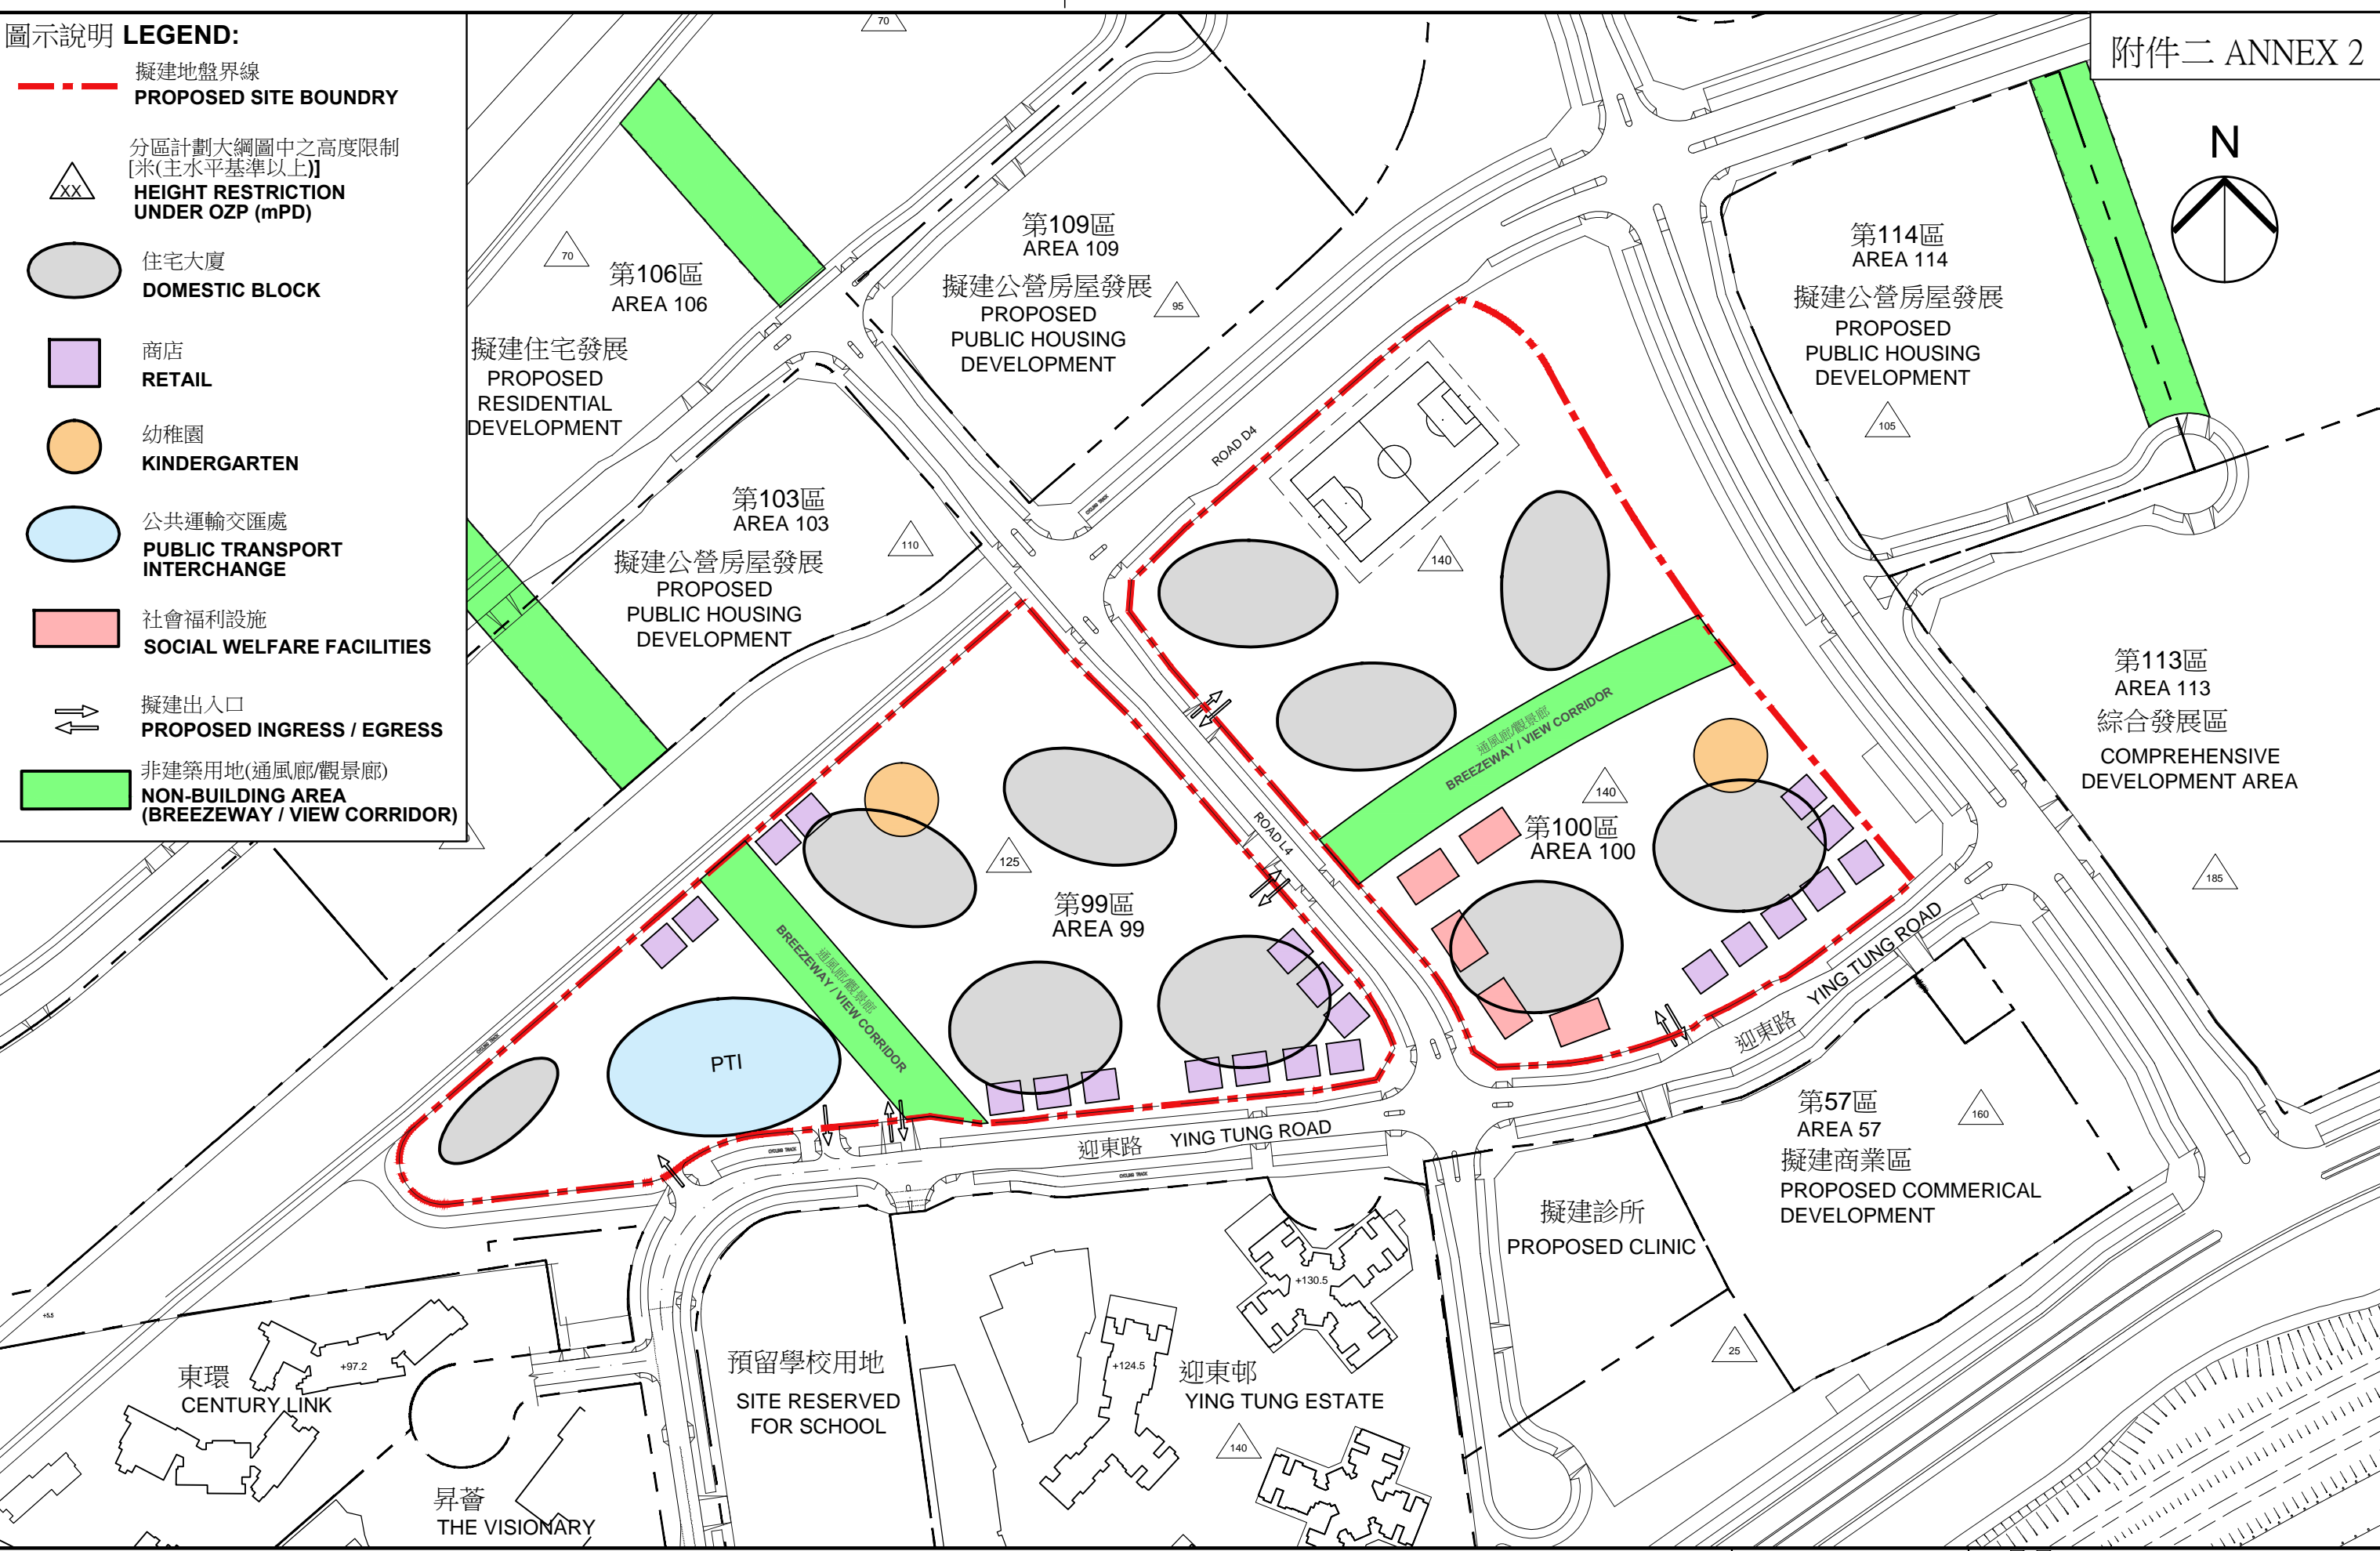 附件二 ANNEX 2
圖示說明 LEGEND:
擬建地盤界線
PROPOSED SITE BOUNDRY
分區計劃大綱圖中之高度限制
[米(主水平基準以上)]
XX
HEIGHT RESTRICTION
UNDER OZP (mPD)
住宅大廈
DOMESTIC BLOCK
商店
RETAIL
幼稚園
KINDERGARTEN
公共運輸交匯處
PUBLIC TRANSPORT
INTERCHANGE
社會福利設施
SOCIAL WELFARE FACILITIES
擬建出入口
PROPOSED INGRESS / EGRESS
非建築用地(通風廊/觀景廊)
NON-BUILDING AREA
(BREEZEWAY / VIEW CORRIDOR)
N
70
70
第106區
AREA 106
擬建住宅發展
PROPOSED
RESIDENTIAL
DEVELOPMENT
第109區
AREA 109
擬建公營房屋發展
PROPOSED
PUBLIC HOUSING
DEVELOPMENT
95
第114區
AREA 114
擬建公營房屋發展
PROPOSED
PUBLIC HOUSING
DEVELOPMENT
105
第103區
AREA 103
擬建公營房屋發展
PROPOSED
PUBLIC HOUSING
DEVELOPMENT
110
ROAD D4
CYCLING TRACK
140
通風廊/觀景廊
BREEZEWAY / VIEW CORRIDOR
140
第100區
AREA 100
ROAD L4
第113區
AREA 113
綜合發展區
COMPREHENSIVE
DEVELOPMENT AREA
185
125
第99區
AREA 99
通風廊/觀景廊
BREEZEWAY / VIEW CORRIDOR
PTI
CYCLING TRACK
CYCLING TRACK
CYCLING TRACK
迎東路 YING TUNG ROAD
迎東路 YING TUNG ROAD
第57區
AREA 57
擬建商業區
PROPOSED COMMERICAL
DEVELOPMENT
160
擬建診所
PROPOSED CLINIC
25
+5.5
東環
CENTURY LINK
+97.2
昇薈
THE VISIONARY
預留學校用地
SITE RESERVED
FOR SCHOOL
+130.5
+124.5
迎東邨
YING TUNG ESTATE
140